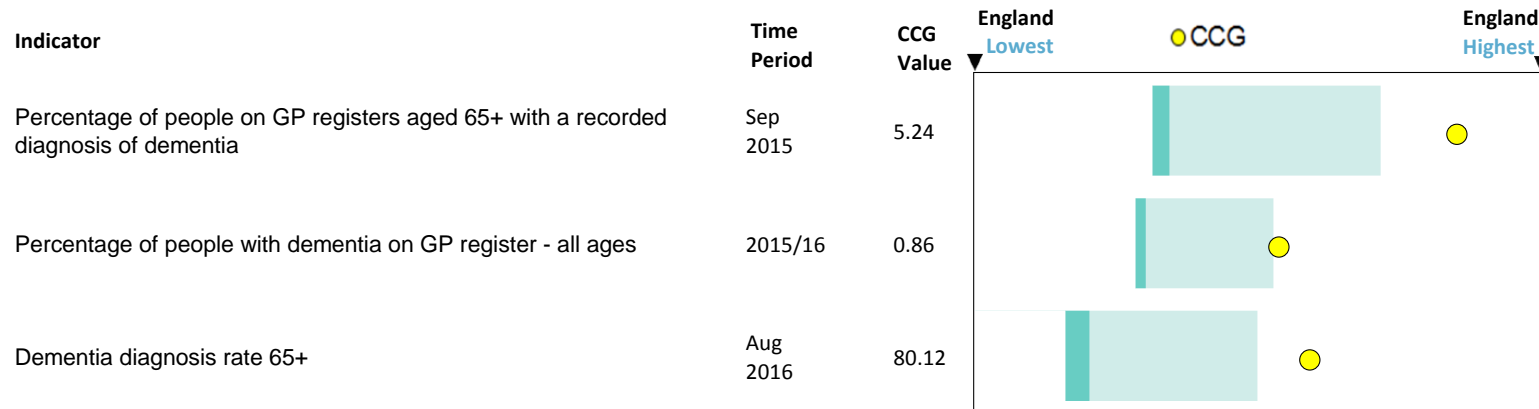 Indicator
Time
Period
CCG
Value
England
Lowest
CCG
England
Highest
Percentage of people on GP registers aged 65+ with a recorded
diagnosis of dementia
Sep
2015
5.24
Percentage of people with dementia on GP register - all ages
2015/16
0.86
Dementia diagnosis rate 65+
Aug
2016
80.12